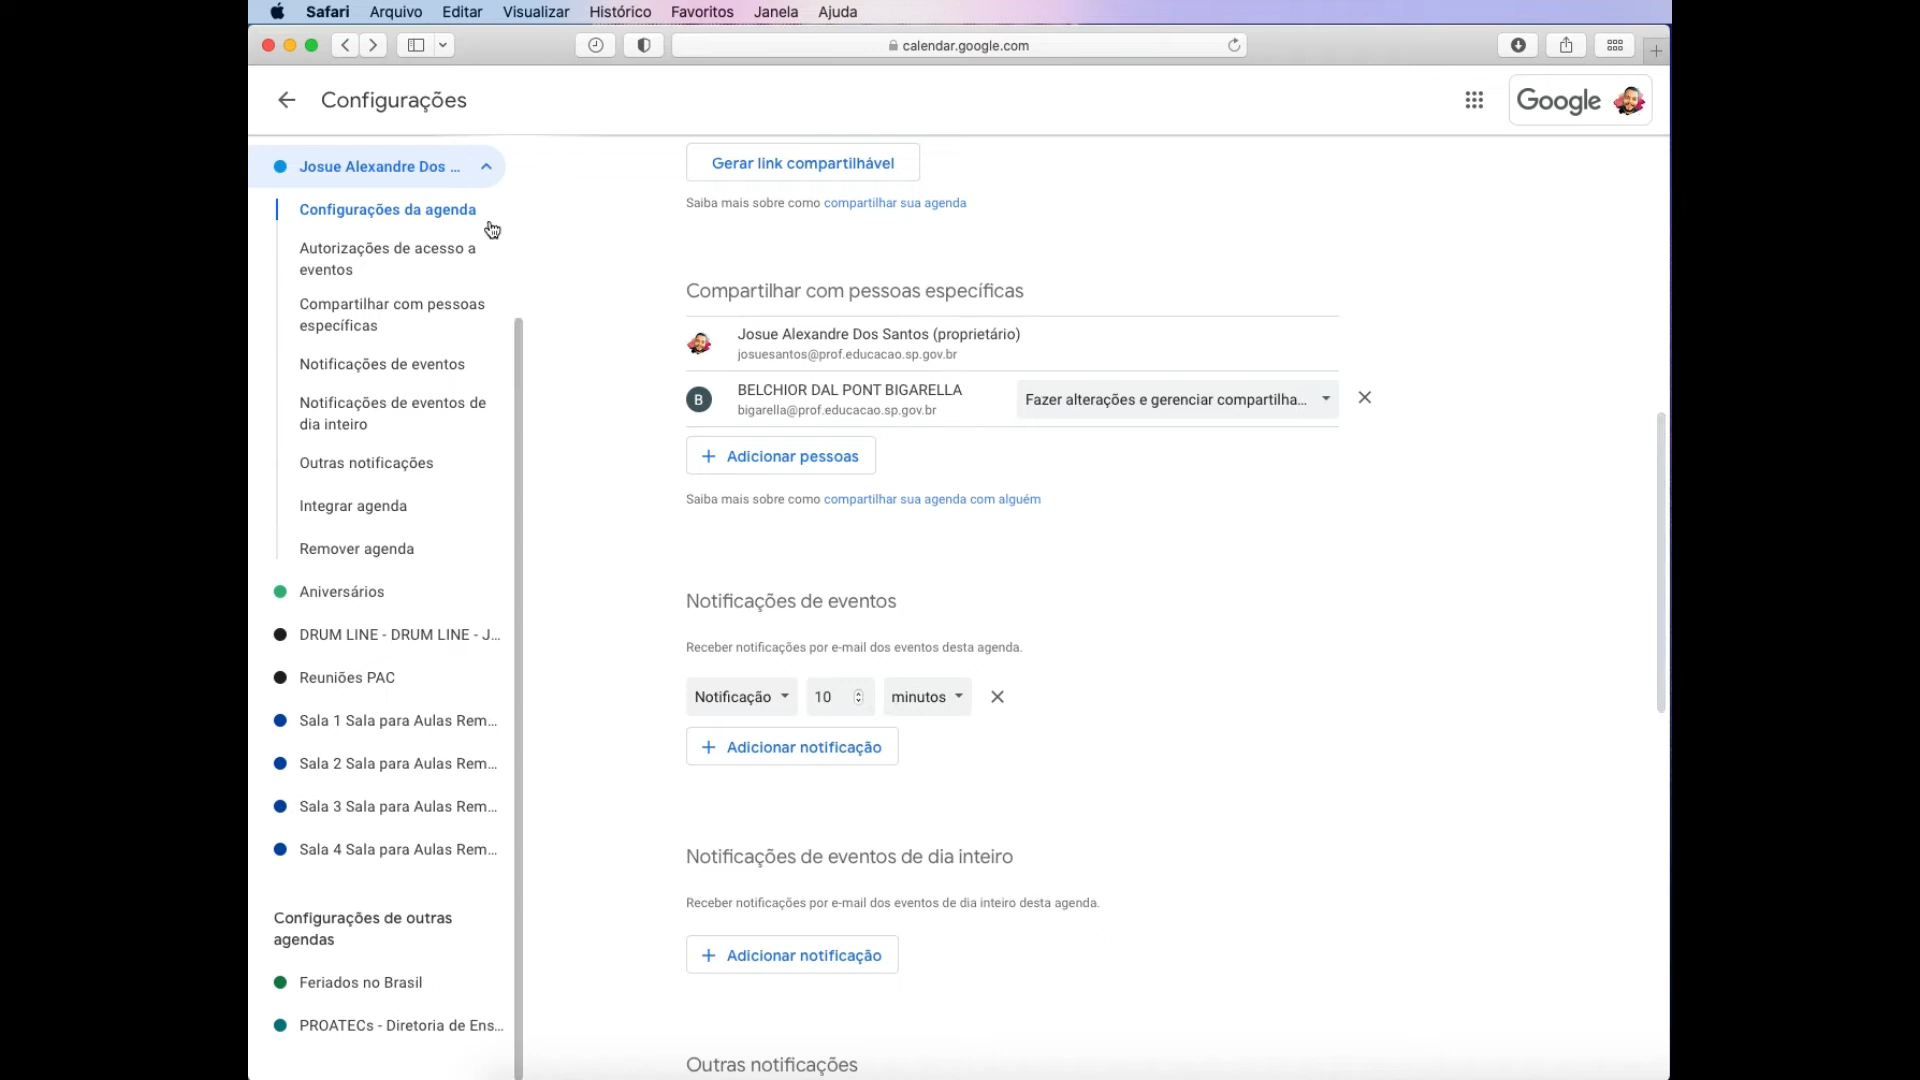 Safari Arquivo Editar Visualizar Histórico Favoritos Janela Ajuda
calendar.google.com
Configurações
Google
Josue Alexandre Dos ...
Configurações da agenda
Autorizações de acesso a
eventos
Compartilhar com pessoas
específicas
Notificações de eventos
Notificações de eventos de
dia inteiro
Outras notificações
Integrar agenda
Remover agenda
Aniversários
DRUM LINE - DRUM LINE - J...
Reuniões PAC
Sala 1 Sala para Aulas Rem...
Sala 2 Sala para Aulas Rem...
Sala 3 Sala para Aulas Rem...
Sala 4 Sala para Aulas Rem...
Configurações de outras
agendas
Feriados no Brasil
PROATECs - Diretoria de Ens...
Gerar link compartilhável
Saiba mais sobre como compartilhar sua agenda
Compartilhar com pessoas específicas
Josue Alexandre Dos Santos (proprietário)
josuesantos@prof.educacao.sp.gov.br
B
BELCHIOR DAL PONT BIGARELLA
bigarella@prof.educacao.sp.gov.br
Fazer alterações e gerenciar compartilha...
Adicionar pessoas
Saiba mais sobre como compartilhar sua agenda com alguém
Notificações de eventos
Receber notificações por e-mail dos eventos desta agenda.
Notificação 10 minutos
Adicionar notificação
Notificações de eventos de dia inteiro
Receber notificações por e-mail dos eventos de dia inteiro desta agenda.
Adicionar notificação
Outras notificações